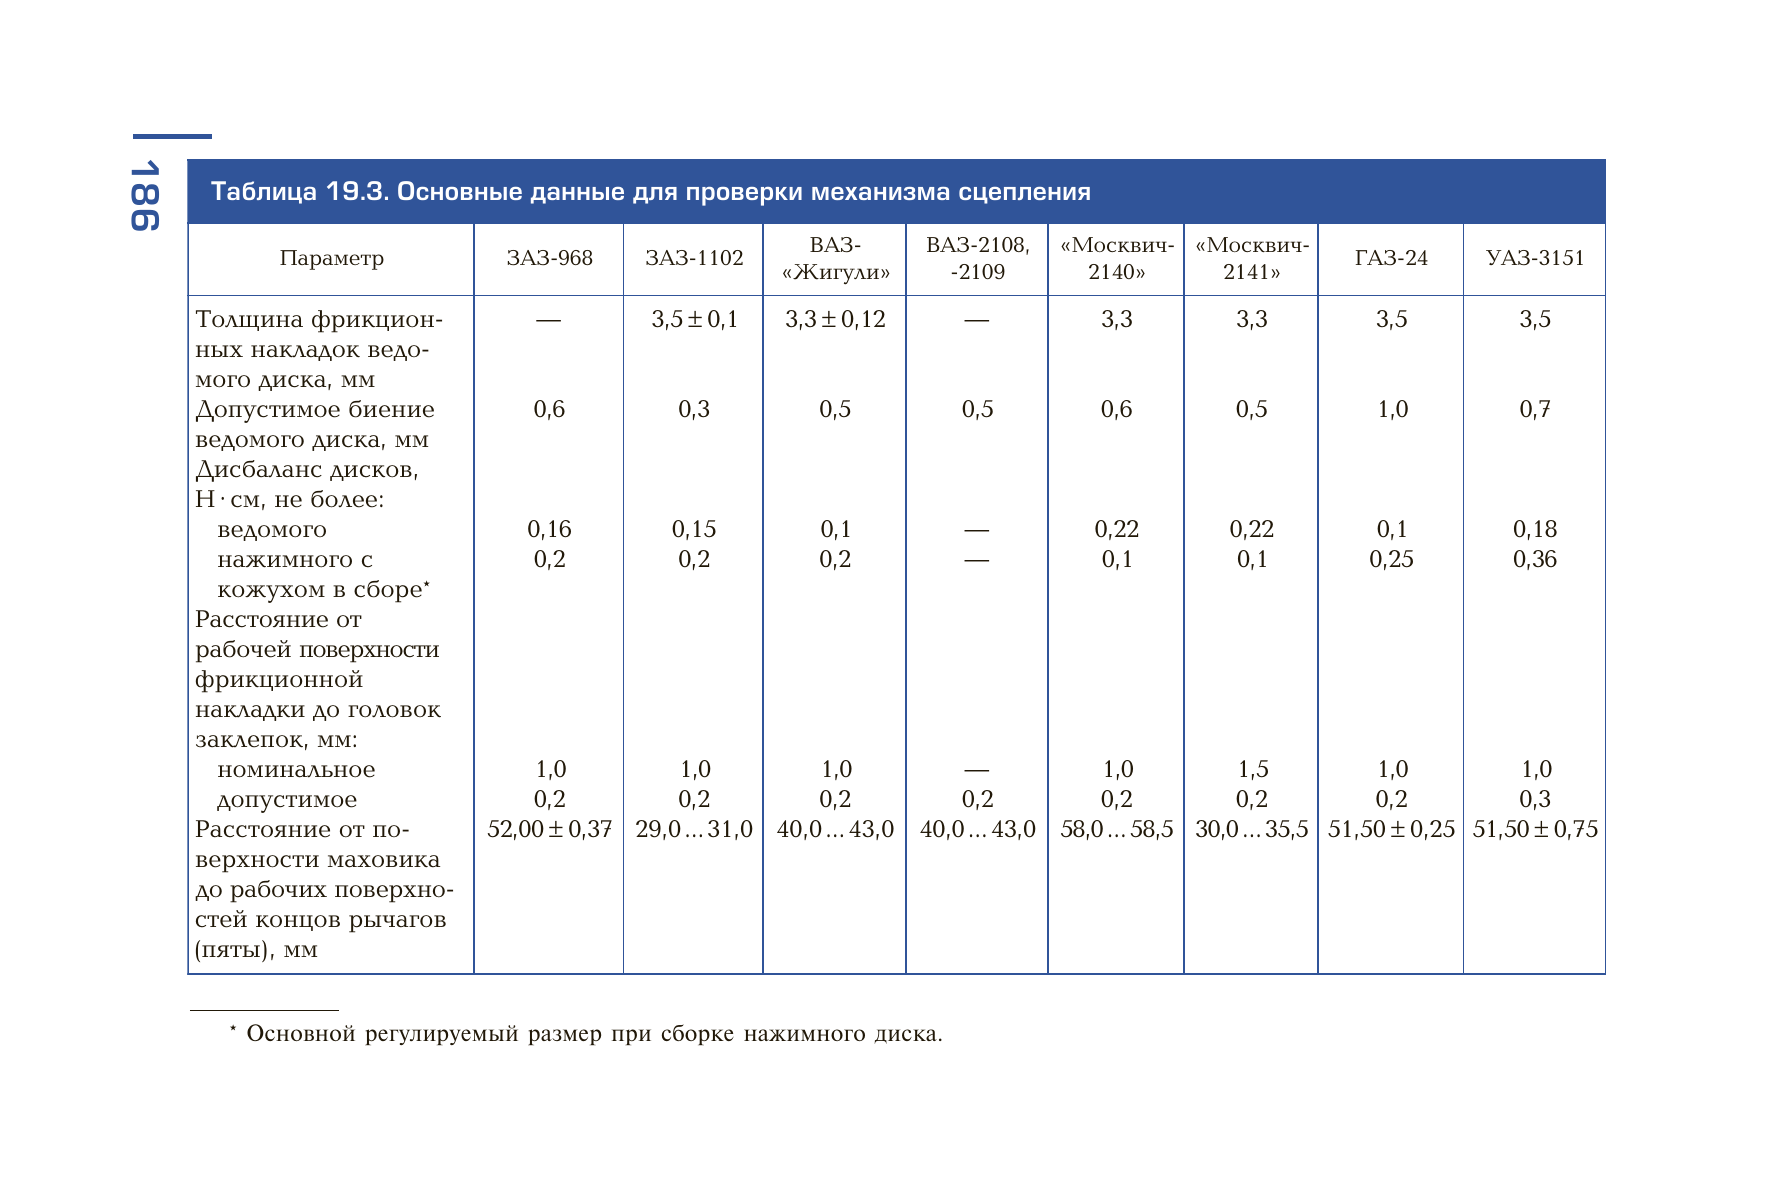 186
Таблица 19.3. Основные данные для проверки механизма сцепления
Параметр ЗАЗ-968 ЗАЗ-1102 ВАЗ- «Жигули» ВАЗ-2108, -2109 «Москвич- 2140» «Москвич- 2141» ГАЗ-24 УАЗ-3151
Толщина фрикцион- — 3,5 ± 0,1 3,3 ± 0,12 — 3,3 3,3 3,5 3,5
ных накладок ведо-
мого диска, мм
Допустимое биение 0,6 0,3 0,5 0,5 0,6 0,5 1,0 0,7
ведомого диска, мм
Дисбаланс дисков,
Н · см, не более:
ведомого 0,16 0,15 0,1 — 0,22 0,22 0,1 0,18
нажимного с 0,2 0,2 0,2 — 0,1 0,1 0,25 0,36
кожухом в сборе*
Расстояние от
рабочей поверхности
фрикционной
накладки до головок
заклепок, мм:
номинальное 1,0 1,0 1,0 — 1,0 1,5 1,0 1,0
допустимое 0,2 0,2 0,2 0,2 0,2 0,2 0,2 0,3
Расстояние от по- 52,00 ± 0,37 29,0 ... 31,0 40,0 ... 43,0 40,0 ... 43,0 58,0 ... 58,5 30,0 ... 35,5 51,50 ± 0,25 51,50 ± 0,75
верхности маховика
до рабочих поверхно-
стей концов рычагов
(пяты), мм
* Основной регулируемый размер при сборке нажимного диска.